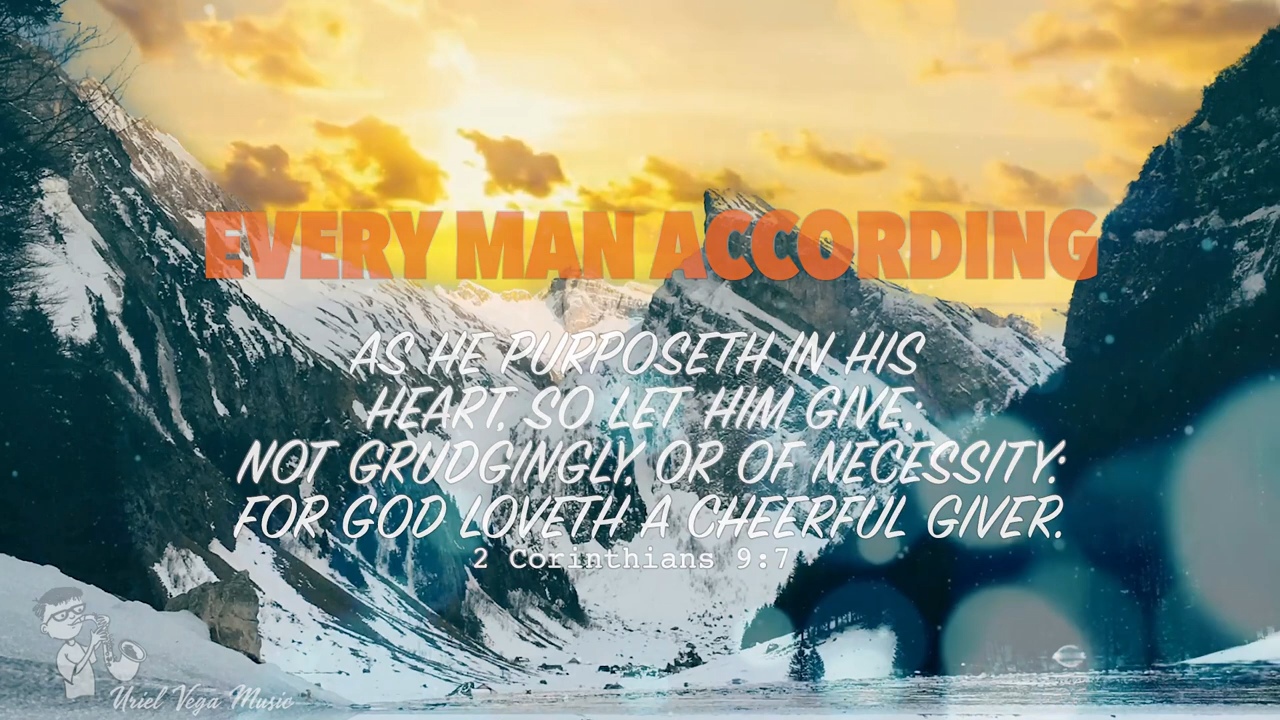 EVERY MAN ACCORDING
AS HE PURPOSETH IN HIS
HEART, SO LET HIM GIVE;
NOT GRUDGINGLY, OR OF NECESSITY:
FOR GOD LOVETH A CHEERFUL GIVER.
2 Corinthians 9:7
Uriel Vega Music